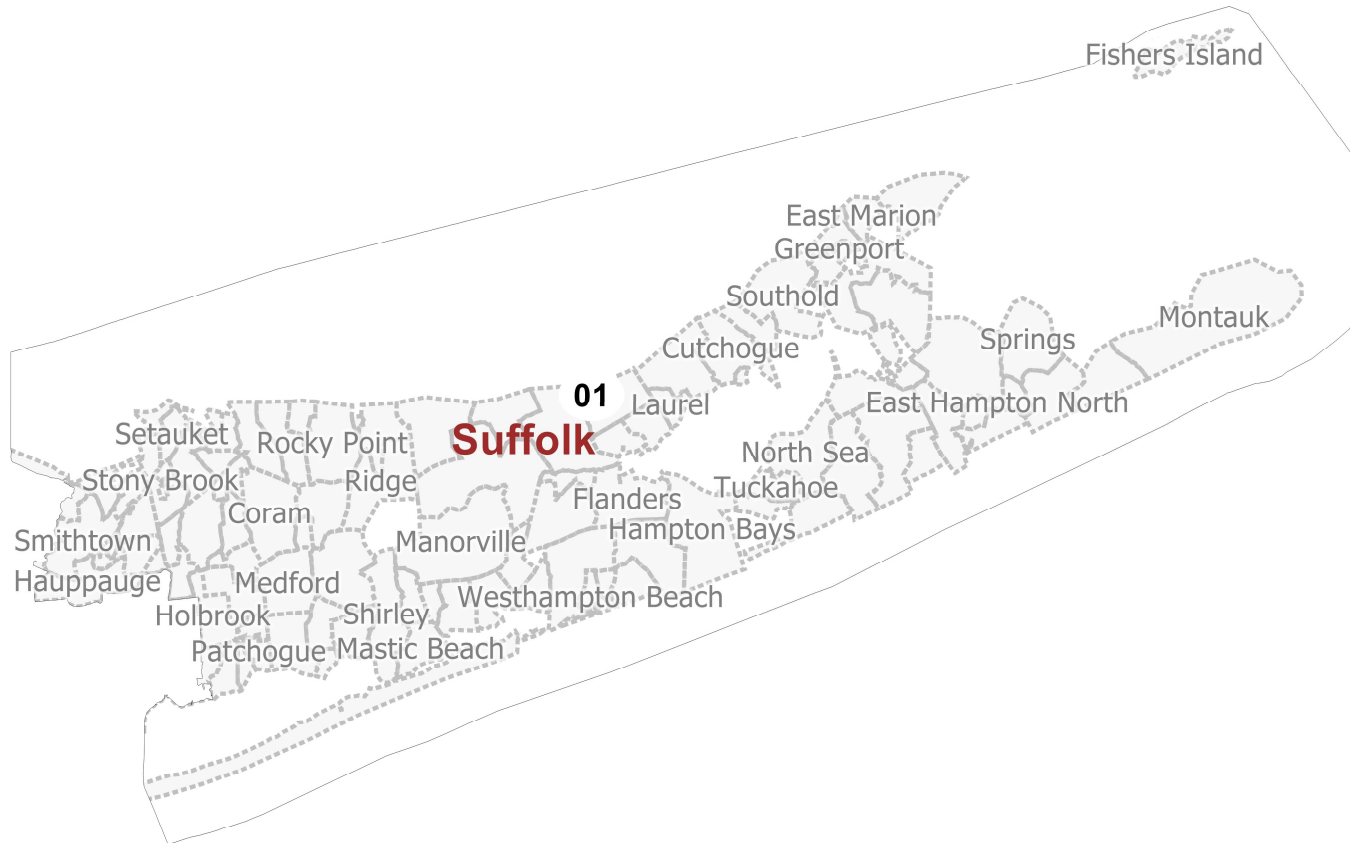 Fishers Island
East Marion
Greenport
Southold
Montauk
Springs
Cutchogue
01
Laurel
East Hampton North
Setauket
Rocky Point
Suffolk
North Sea
Stony Brook
Ridge
Tuckahoe
Flanders
Coram
Hampton Bays
Smithtown
Manorville
Hauppauge
Medford
Westhampton Beach
Holbrook
Shirley
Patchogue
Mastic Beach